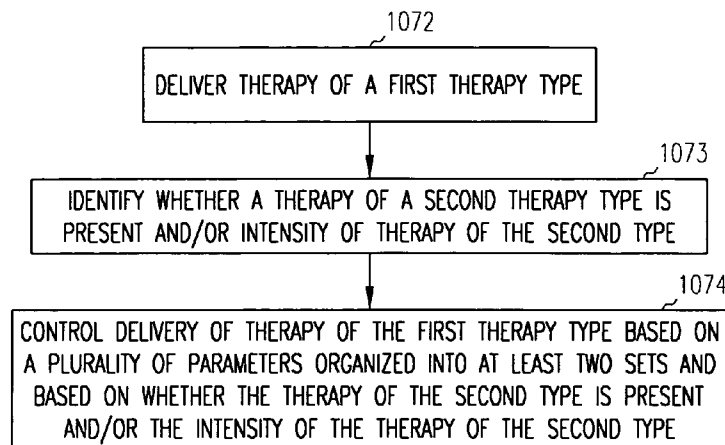 1072
DELIVER THERAPY OF A FIRST THERAPY TYPE
1073
IDENTIFY WHETHER A THERAPY OF A SECOND THERAPY TYPE IS
PRESENT AND/OR INTENSITY OF THERAPY OF THE SECOND TYPE
1074
CONTROL DELIVERY OF THERAPY OF THE FIRST THERAPY TYPE BASED ON
A PLURALITY OF PARAMETERS ORGANIZED INTO AT LEAST TWO SETS AND
BASED ON WHETHER THE THERAPY OF THE SECOND TYPE IS PRESENT
AND/OR THE INTENSITY OF THE THERAPY OF THE SECOND TYPE